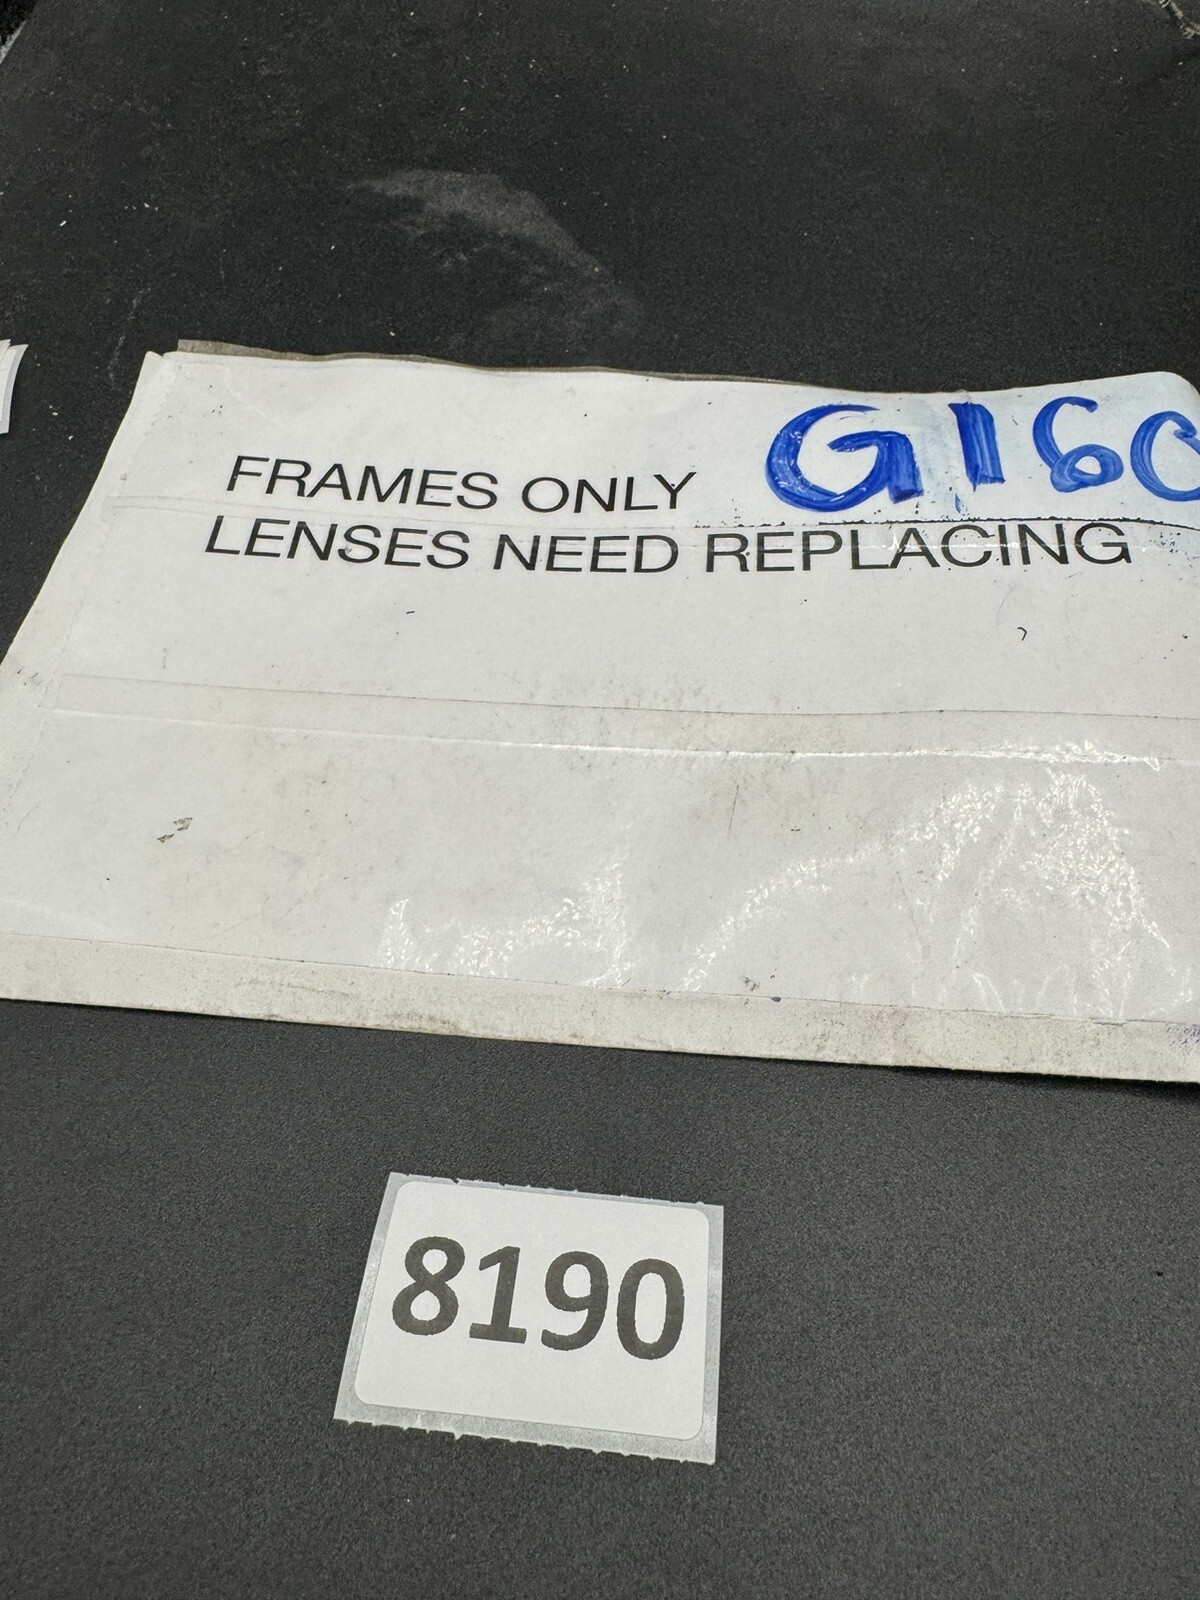 G160
FRAMES ONLY
LENSES NEED REPLACING
8190